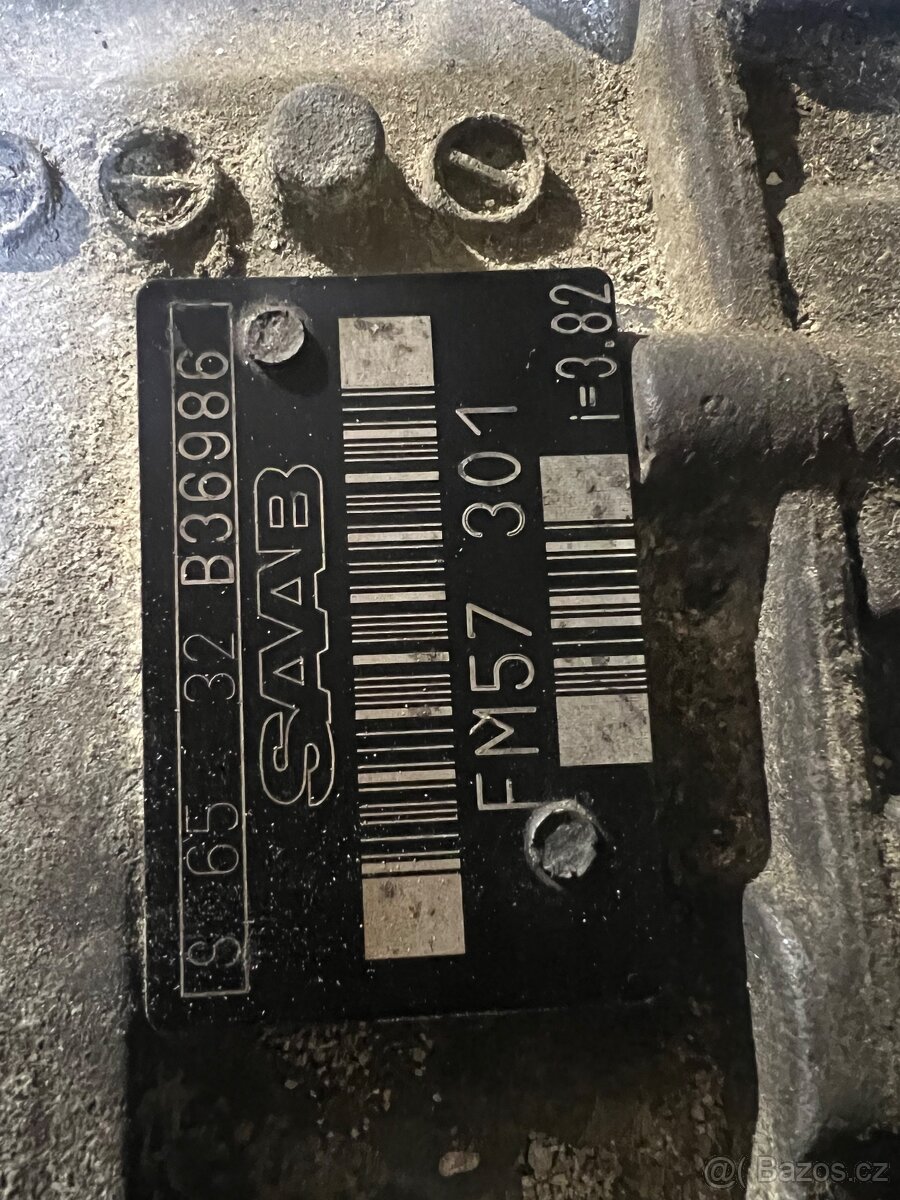 S 65 32 B36986
SAAB
FM57 301
i=3.82
@ Bazos.cz